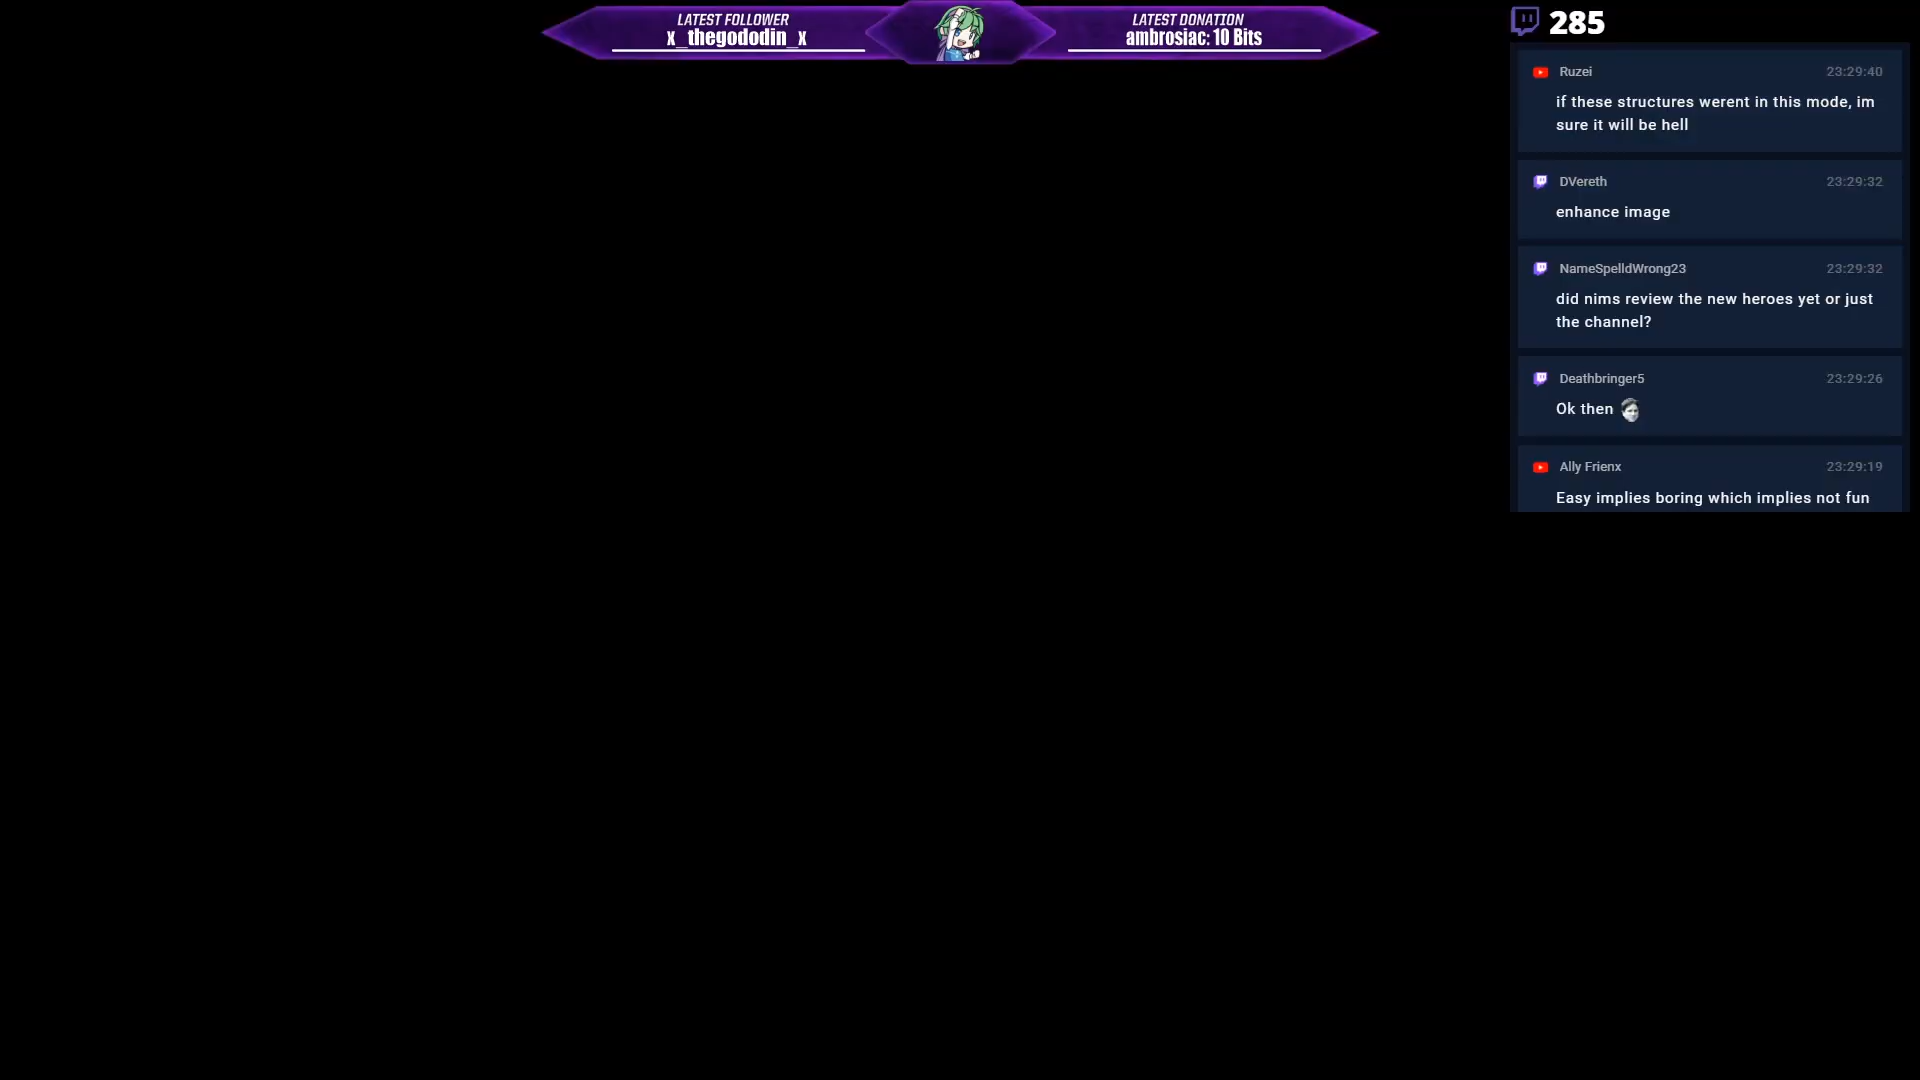 LATEST FOLLOWER
x_thegododin_x
LATEST DONATION
ambrosiac: 10 Bits
285
Ruzei 23:29:40
if these structures werent in this mode, im
sure it will be hell
DVereth 23:29:32
enhance image
NameSpelldWrong23 23:29:32
did nims review the new heroes yet or just
the channel?
Deathbringer5 23:29:26
Ok then
Ally Frienx 23:29:19
Easy implies boring which implies not fun